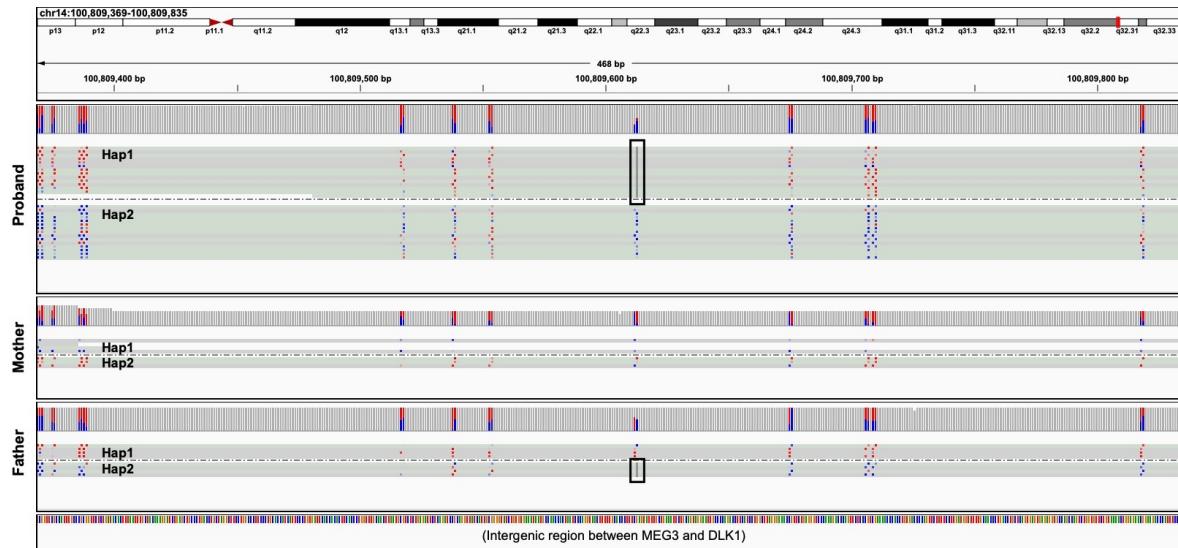 chr14:100,809,369-100,809,835
p13 p12 p11.2 p11.1 q11.2 q12 q13.1 q13.3 q21.1 q21.2 q21.3 q22.1 q22.3 q23.1 q23.2 q23.3 q24.1 q24.2 q24.3 q31.1 q31.2 q31.3 q32.11 q32.13 q32.2 q32.31 q32.33
468 bp
100,809,400 bp 100,809,500 bp 100,809,600 bp 100,809,700 bp 100,809,800 bp
Proband
Hap1
Hap2
Mother
Hap1
Hap2
Father
Hap1
Hap2
(Intergenic region between MEG3 and DLK1)